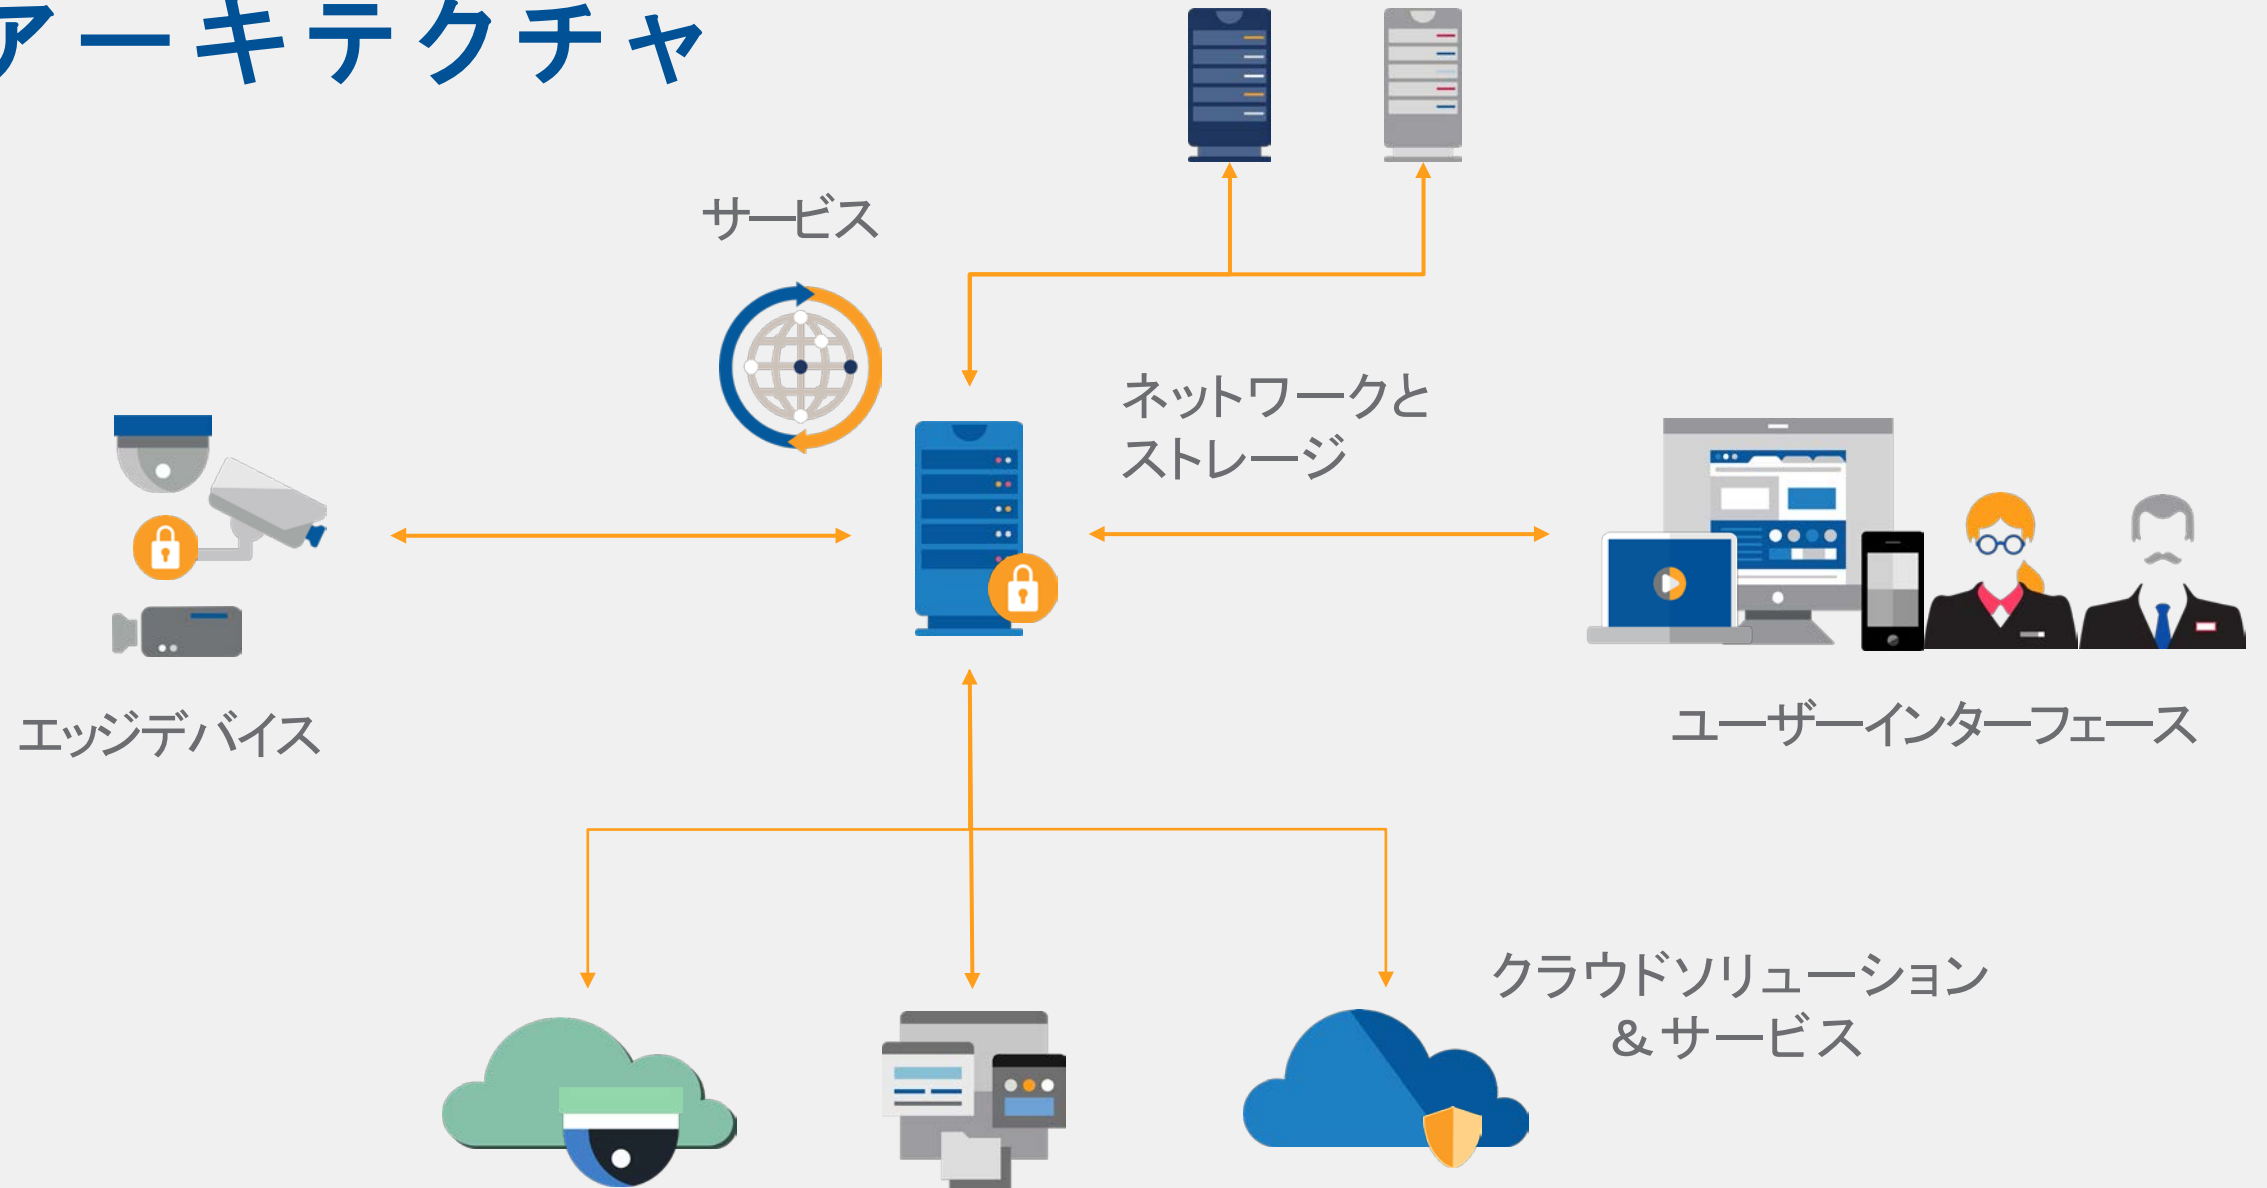 アーキテクチャ
サービス
ネットワークと
ストレージ
エッジデバイス
ユーザーインターフェース
クラウドソリューション
& サービス